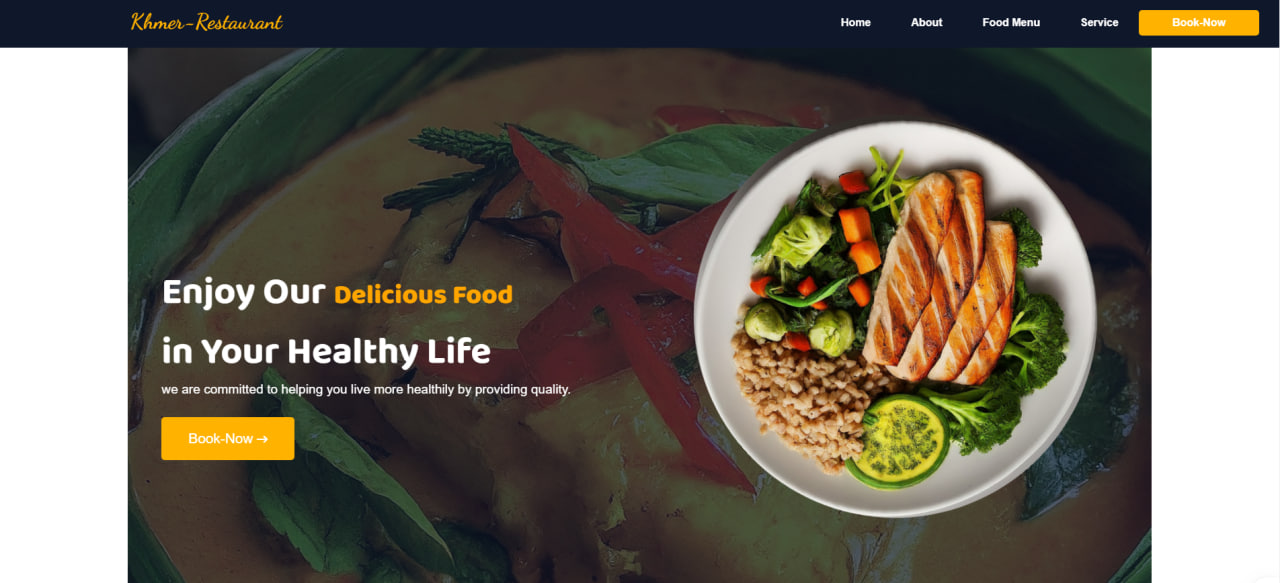 Khmer-Restaurant
Home About Food Menu Service Book-Now
Enjoy Our Delicious Food
in Your Healthy Life
we are committed to helping you live more healthily by providing quality.
Book-Now →